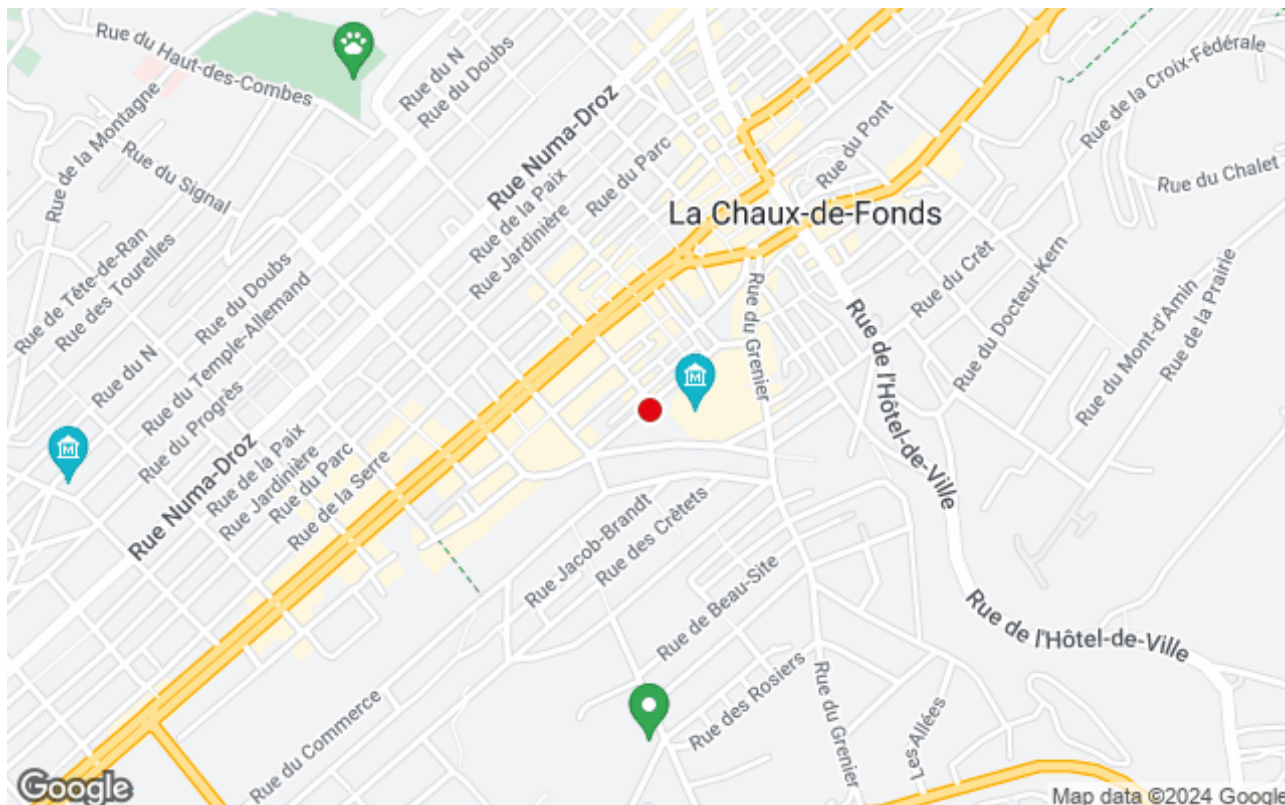 Rue du Haut-des-Combes
Rue du N
Rue du Doubs
Rue de la Montagne
Rue du Signal
Rue Numa-Droz
Rue du Parc
Rue de la Paix
Rue Jardinière
Rue du Pont
Rue de la Croix-Fédérale
Rue du Chalet
La Chaux-de-Fonds
Rue de Tête-de-Ran
Rue des Tourelles
Rue du Doubs
Rue du Temple-Allemand
Rue du N
Rue du Progrès
Rue Numa-Droz
Rue de la Paix
Rue Jardinière
Rue du Parc
Rue de la Serre
Rue du Grenier
Rue de l'Hôtel-de-Ville
Rue du Crêt
Rue du Docteur-Kern
Rue du Mont-d'Amin
Rue de la Prairie
M
M
Rue Jacob-Brandt
Rue des Crêtets
Rue de Beau-Site
Rue de l'Hôtel-de-Ville
Rue des Rosiers
Rue du Grenier
Les-Allées
Rue du Commerce
Google
Map data ©2024 Google